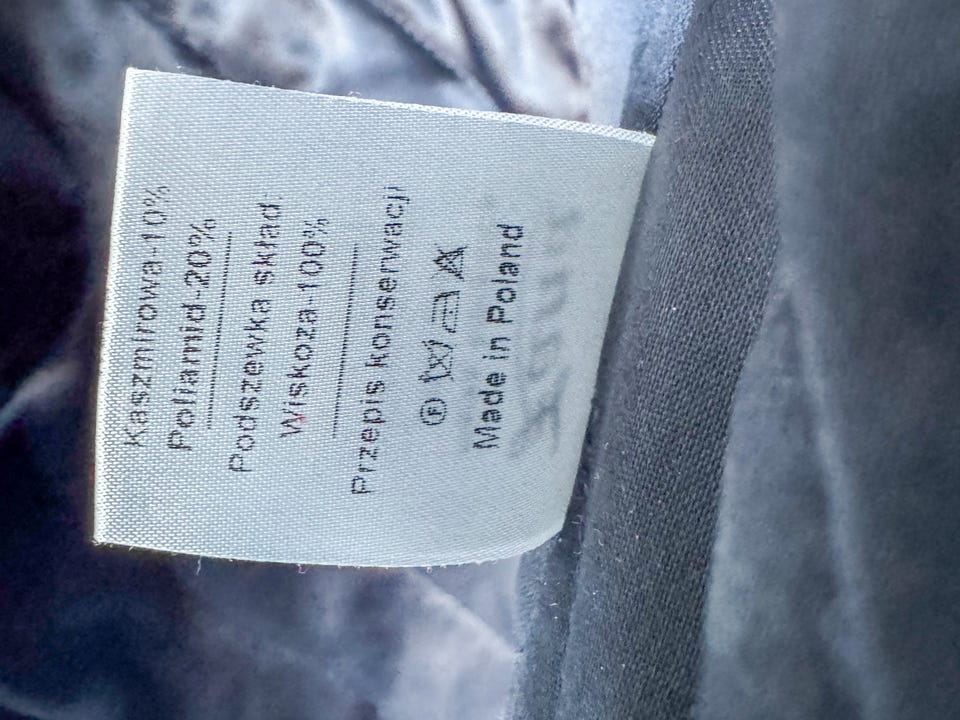 Kaszmirowa-10%
Poliamid-20%
Podszewka skład
Wiskoza-100%
Przepis konserwacji
Ⓟ
Made in Poland